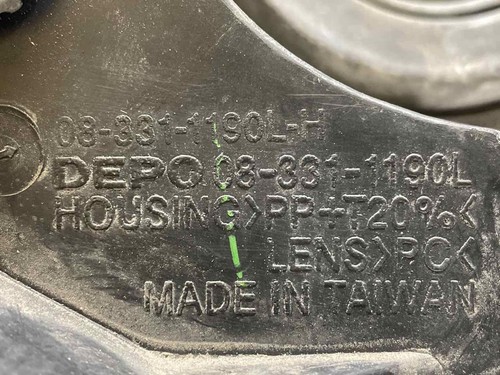 08-331-1190L-H
DEPO 08-331-1190L
HOUSING>PP+T20%<
LENS>PC<
MADE IN TAIWAN